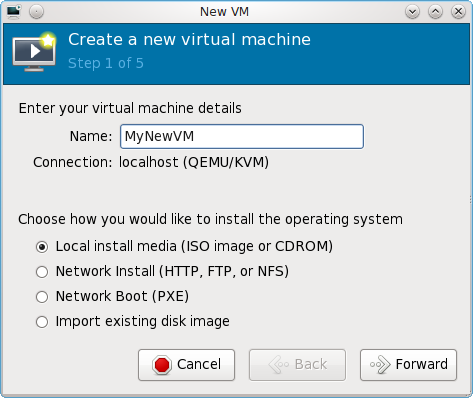 New VM
Create a new virtual machine
Step 1 of 5
Enter your virtual machine details
Name: MyNewVM
Connection: localhost (QEMU/KVM)
Choose how you would like to install the operating system
Local install media (ISO image or CDROM)
Network Install (HTTP, FTP, or NFS)
Network Boot (PXE)
Import existing disk image
Cancel Back Forward